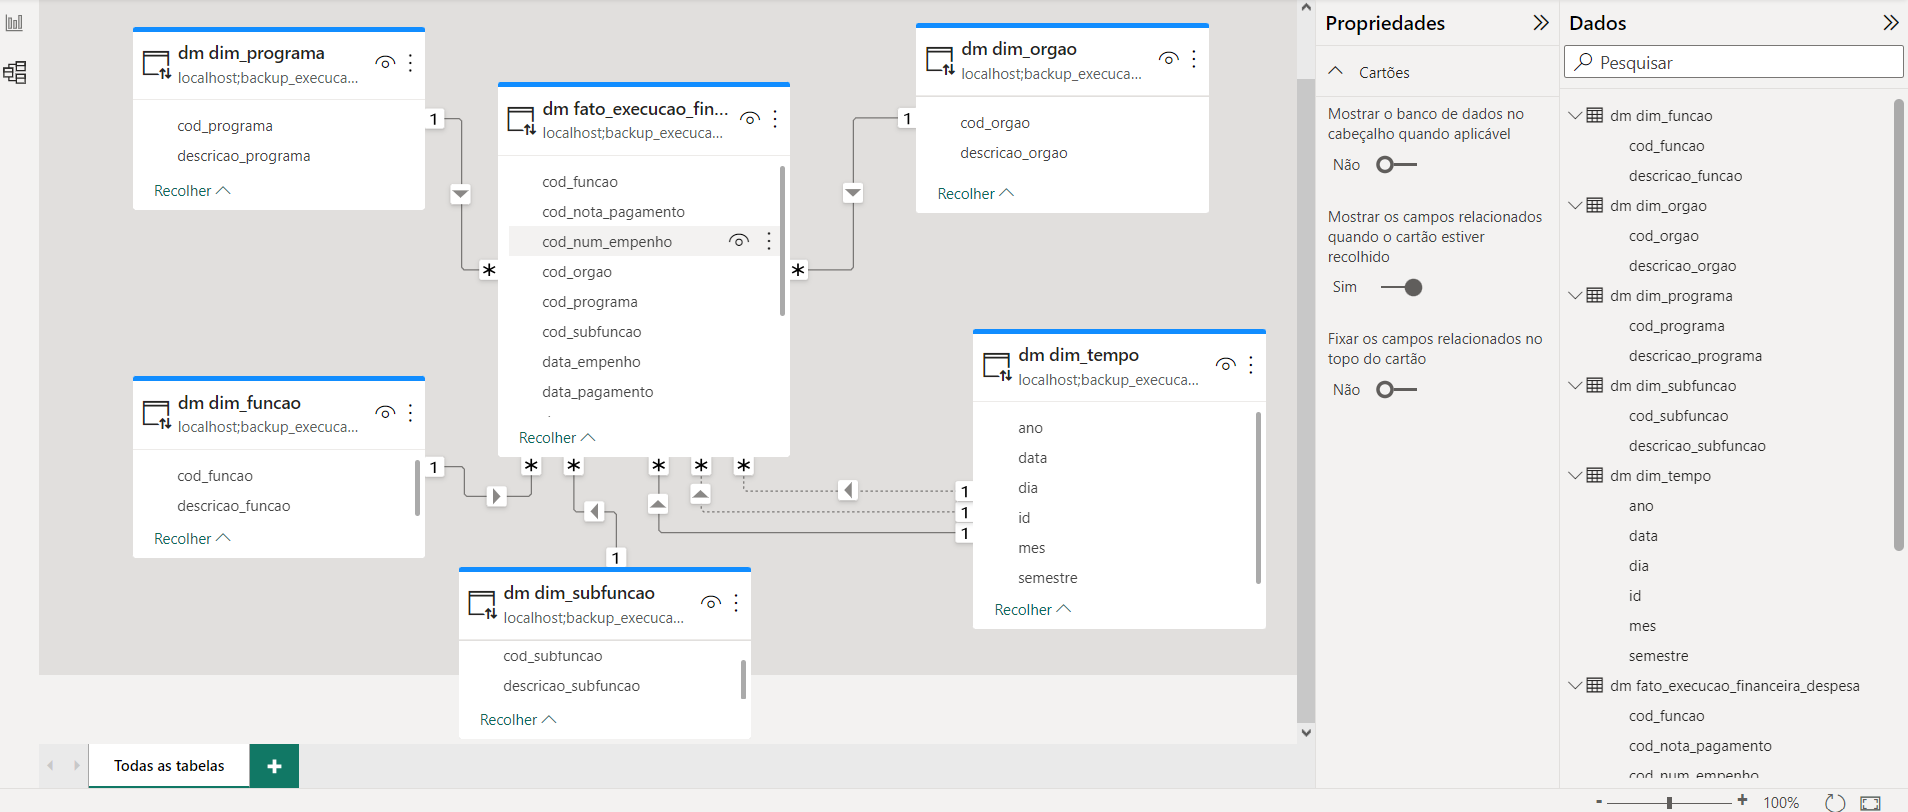 dm dim_programa
localhost;backup_execuca...
1
cod_programa
descricao_programa
Recolher
dm fato_execucao_fin...
localhost;backup_execuca...
cod_funcao
cod_nota_pagamento
cod_num_empenho
cod_orgao
cod_programa
cod_subfuncao
data_empenho
data_pagamento
Recolher
*
*
*
*
*
*
*
dm dim_orgao
localhost;backup_execuca...
1
cod_orgao
descricao_orgao
Recolher
dm dim_funcao
localhost;backup_execuca...
1
cod_funcao
descricao_funcao
Recolher
dm dim_tempo
localhost;backup_execuca...
1
1
1
ano
data
dia
id
mes
semestre
Recolher
1
dm dim_subfuncao
localhost;backup_execuca...
cod_subfuncao
descricao_subfuncao
Recolher
Todas as tabelas
+
Propriedades
Cartões
Mostrar o banco de dados no
cabeçalho quando aplicável
Não
Mostrar os campos relacionados
quando o cartão estiver
recolhido
Sim
Fixar os campos relacionados no
topo do cartão
Não
Dados
Pesquisar
dm dim_funcao
cod_funcao
descricao_funcao
dm dim_orgao
cod_orgao
descricao_orgao
dm dim_programa
cod_programa
descricao_programa
dm dim_subfuncao
cod_subfuncao
descricao_subfuncao
dm dim_tempo
ano
data
dia
id
mes
semestre
dm fato_execucao_financeira_despesa
cod_funcao
cod_nota_pagamento
cod_num_empenho
- + 100%